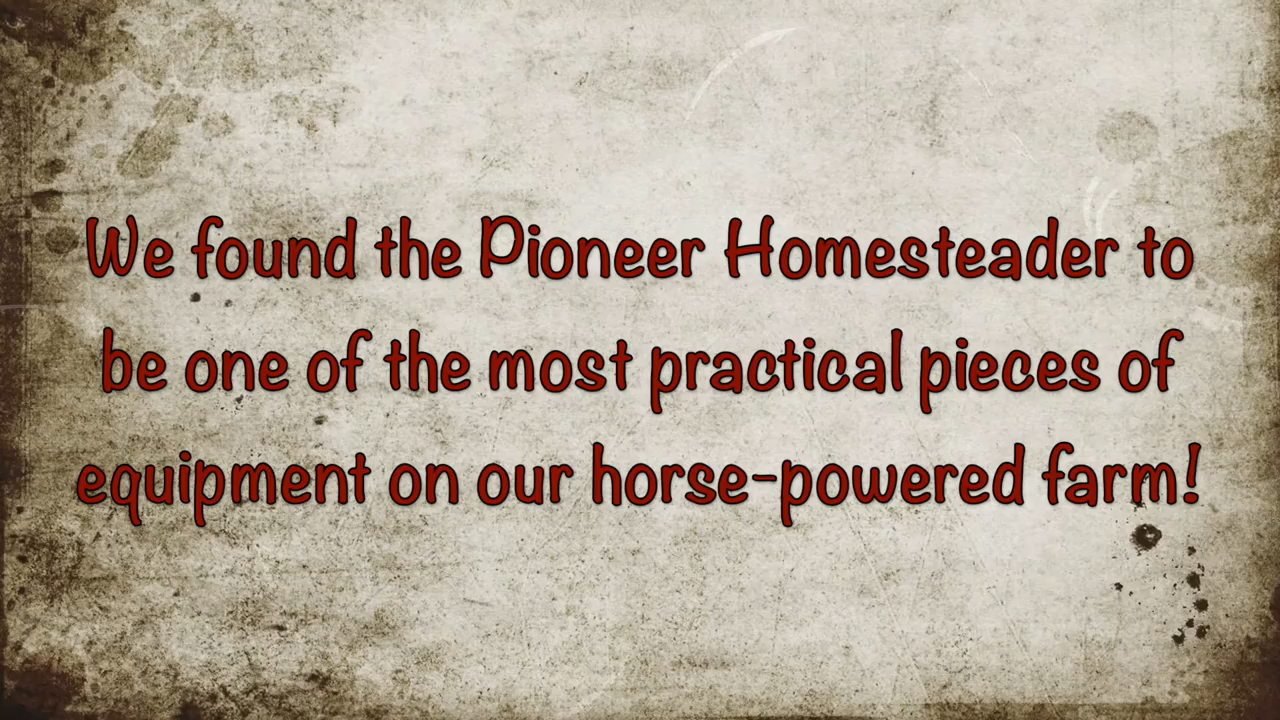 We found the Pioneer Homesteader to
be one of the most practical pieces of
equipment on our horse-powered farm!